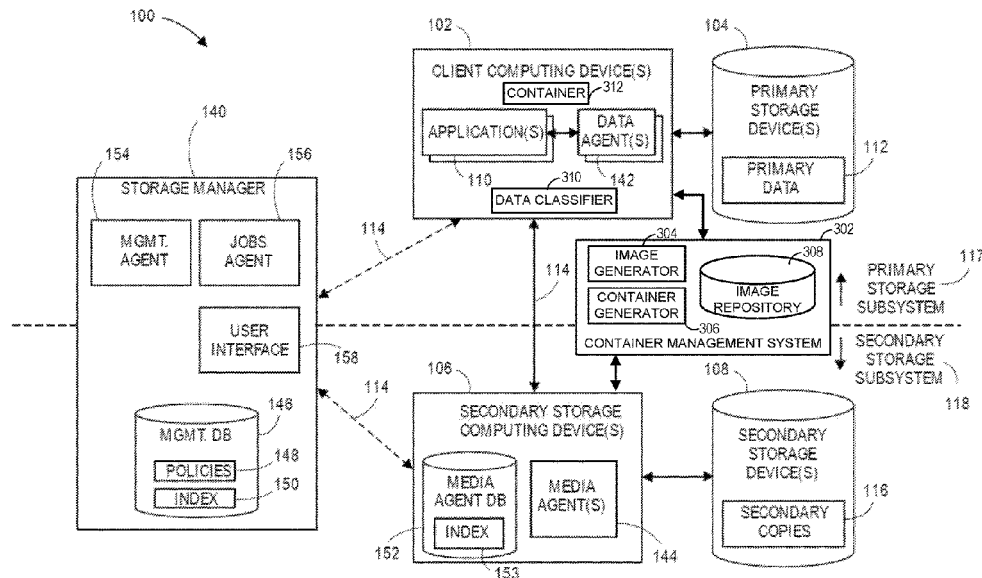 100
102
104
CLIENT COMPUTING DEVICE(S)
CONTAINER
312
APPLICATION(S)
DATA
AGENT(S)
110
310
142
DATA CLASSIFIER
PRIMARY
STORAGE
DEVICE(S)
112
PRIMARY
DATA
140
154
156
STORAGE MANAGER
MGMT.
AGENT
JOBS
AGENT
114
114
302
304
IMAGE
GENERATOR
308
IMAGE
REPOSITORY
CONTAINER
GENERATOR
306
CONTAINER MANAGEMENT SYSTEM
PRIMARY
STORAGE
SUBSYSTEM
117
SECONDARY
STORAGE
SUBSYSTEM
118
USER
INTERFACE
158
114
146
MGMT. DB
POLICIES
148
INDEX
150
106
SECONDARY STORAGE
COMPUTING DEVICE(S)
MEDIA
AGENT DB
INDEX
MEDIA
AGENT(S)
152
153
144
108
SECONDARY
STORAGE
DEVICE(S)
116
SECONDARY
COPIES